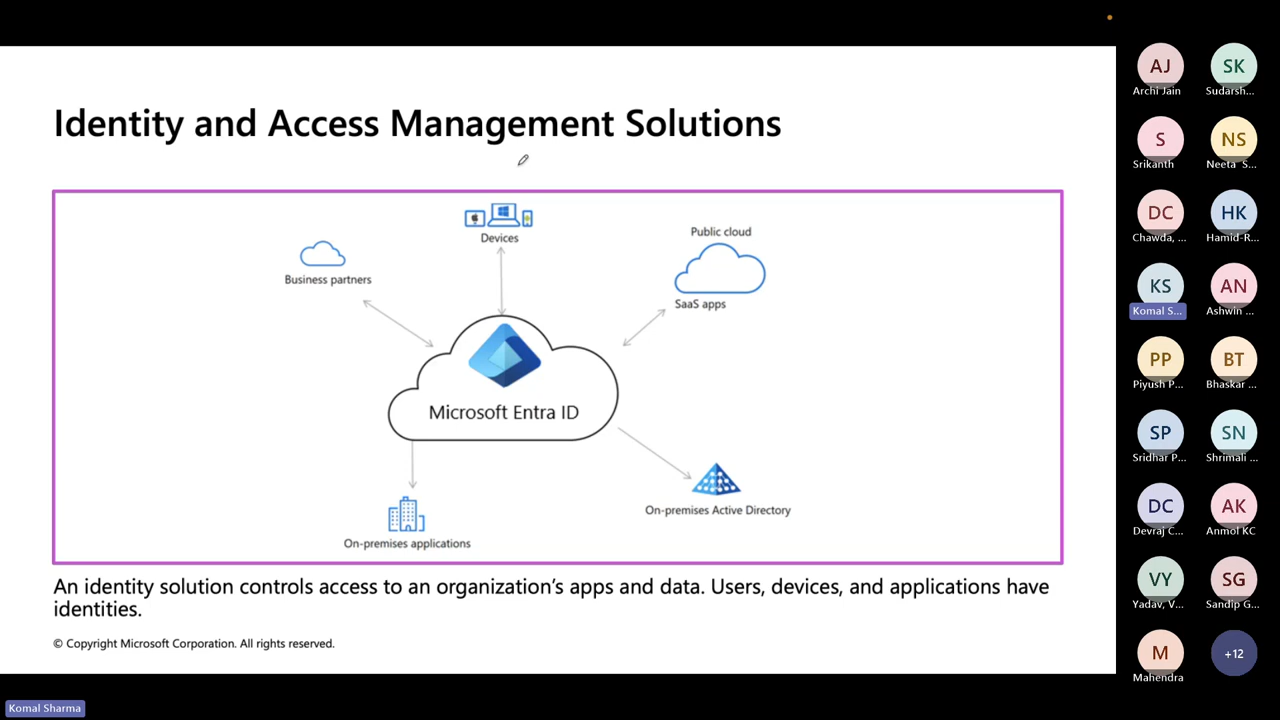 Identity and Access Management Solutions
Devices
Public cloud
Business partners
SaaS apps
Microsoft Entra ID
On-premises Active Directory
On-premises applications
An identity solution controls access to an organization’s apps and data. Users, devices, and applications have
identities.
© Copyright Microsoft Corporation. All rights reserved.
AJ
Archi Jain
SK
Sudarsh...
S
Srikanth
NS
Neeta S...
DC
Chawda, ...
HK
Hamid-R...
KS
Komal S...
AN
Ashwin ...
PP
Piyush P...
BT
Bhaskar ...
SP
Sridhar P...
SN
Shrimali ...
DC
Devraj C...
AK
Anmol KC
VY
Yadav, V...
SG
Sandip G...
M
Mahendra
+12
Komal Sharma